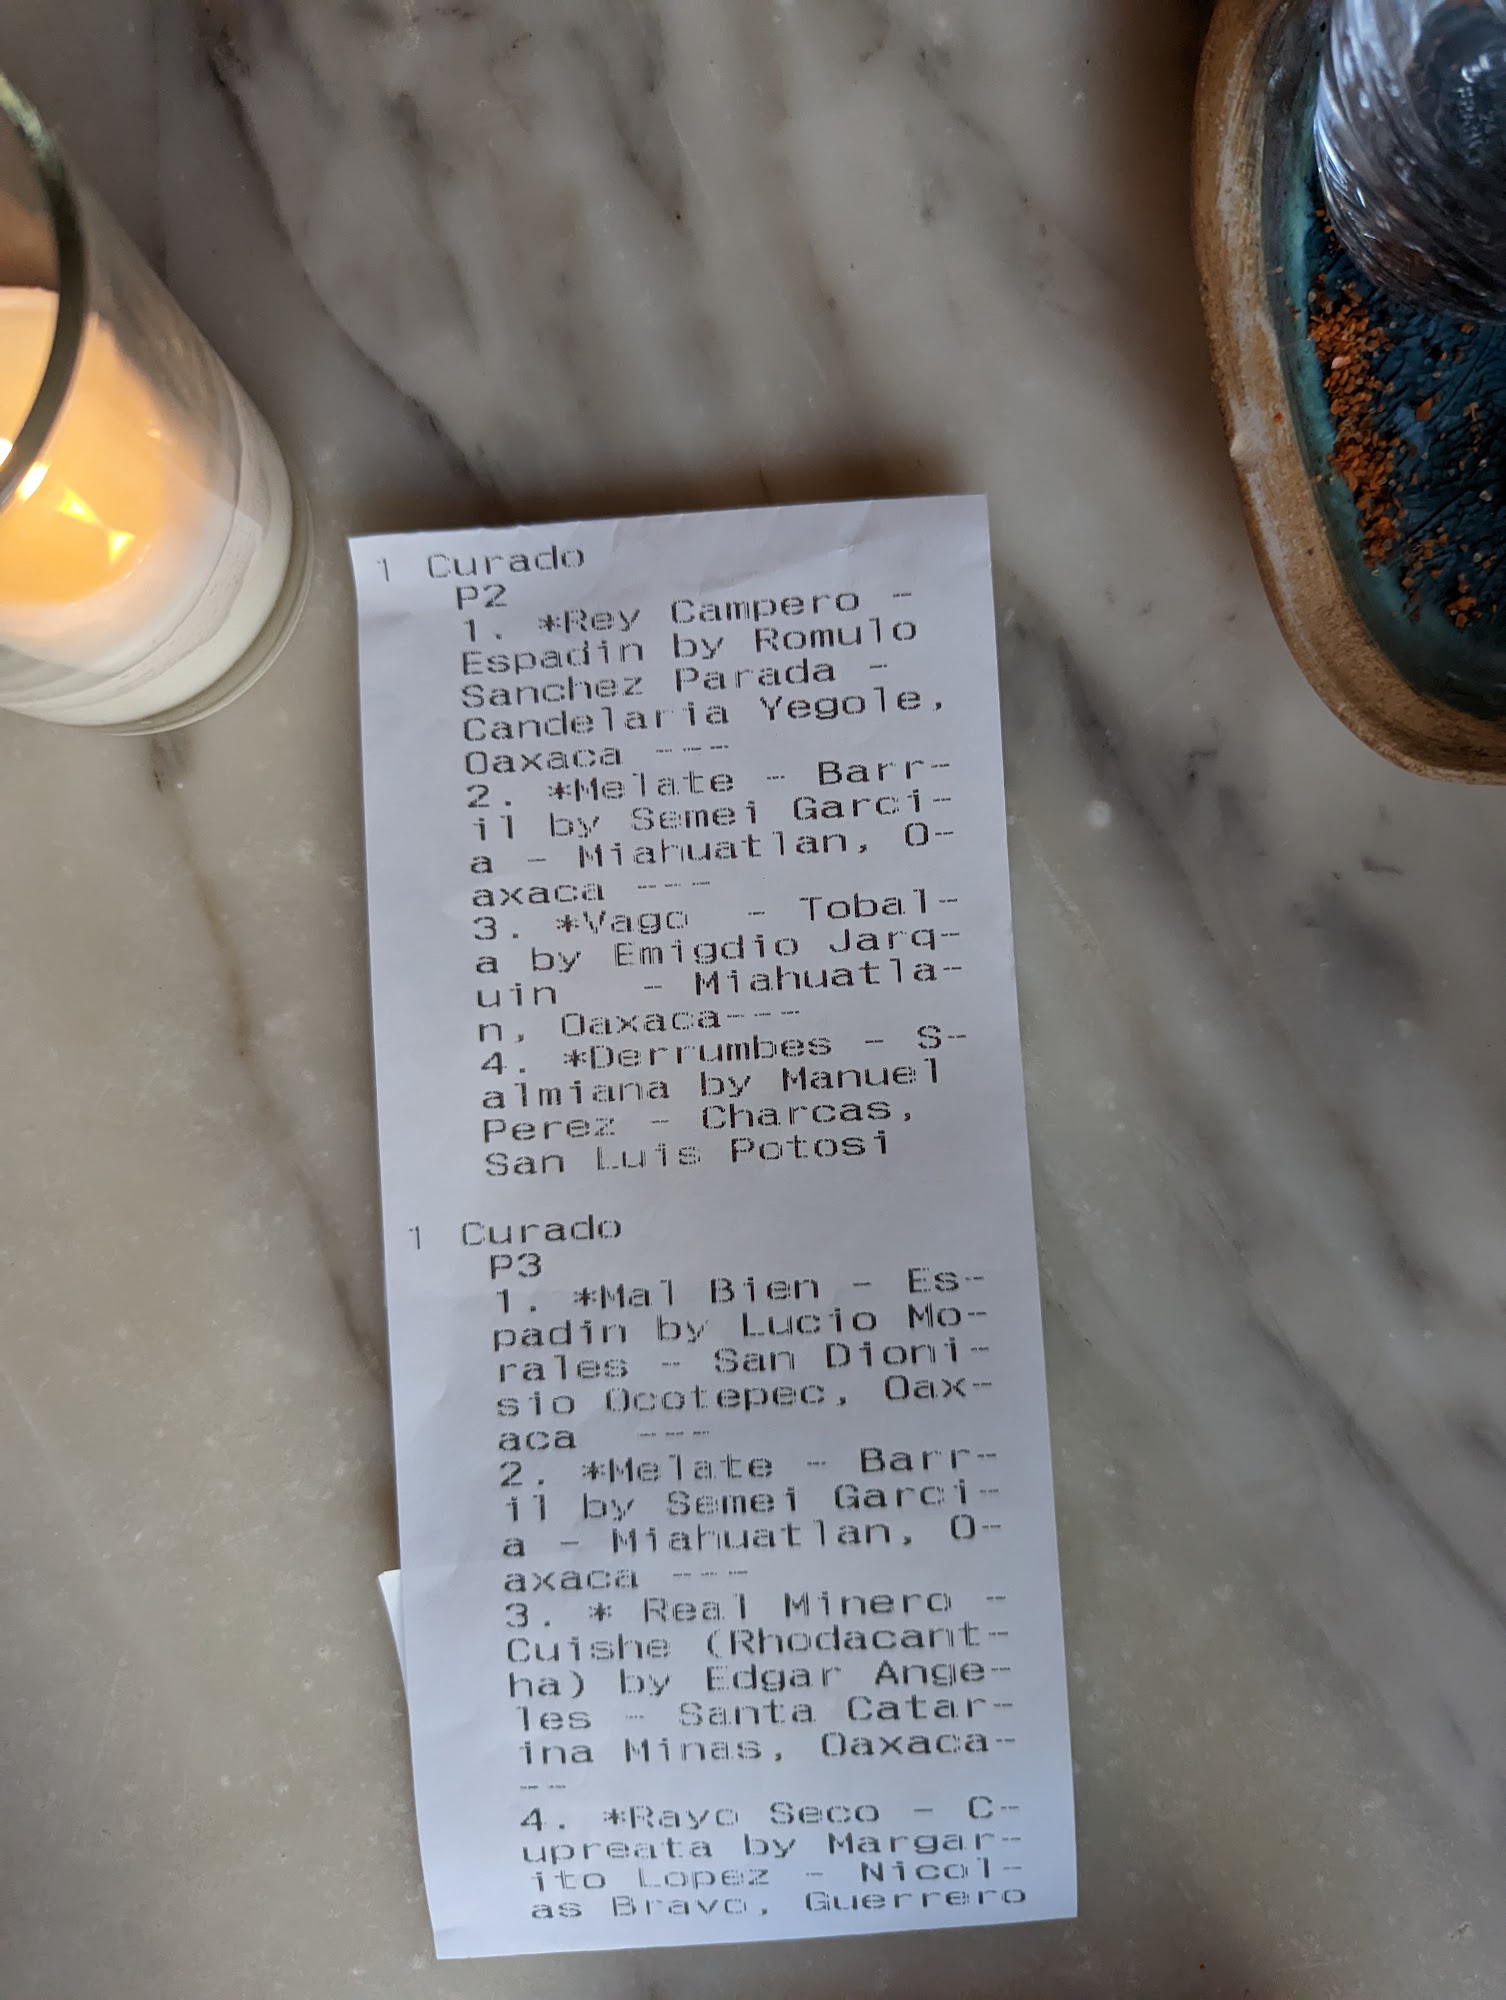 1 Curado
P2
1. *Rey Campero -
Espadin by Romulo
Sanchez Parada -
Candelaria Yegole,
Oaxaca ---
2. *Melate - Barr-
il by Semei Garci-
a - Miahuatlan, O-
axaca ---
3. *Vago - Tobal-
a by Emigdio Jarq-
uin - Miahuatla-
n, Oaxaca---
4. *Derrumbes - S-
almiana by Manuel
Perez - Charcas,
San Luis Potosi
1 Curado
P3
1. *Mal Bien - Es-
padin by Lucio Mo-
rales - San Dioni-
sio Ocotepec, Oax-
aca ---
2. *Melate - Barr-
il by Semei Garci-
a - Miahuatlan, O-
axaca ---
3. * Real Minero -
Cuishe (Rhodacant-
ha) by Edgar Ange-
les - Santa Catar-
ina Minas, Oaxaca-
--
4. *Rayo Seco - C-
upreata by Margar-
ito Lopez - Nicol-
as Bravo, Guerrero